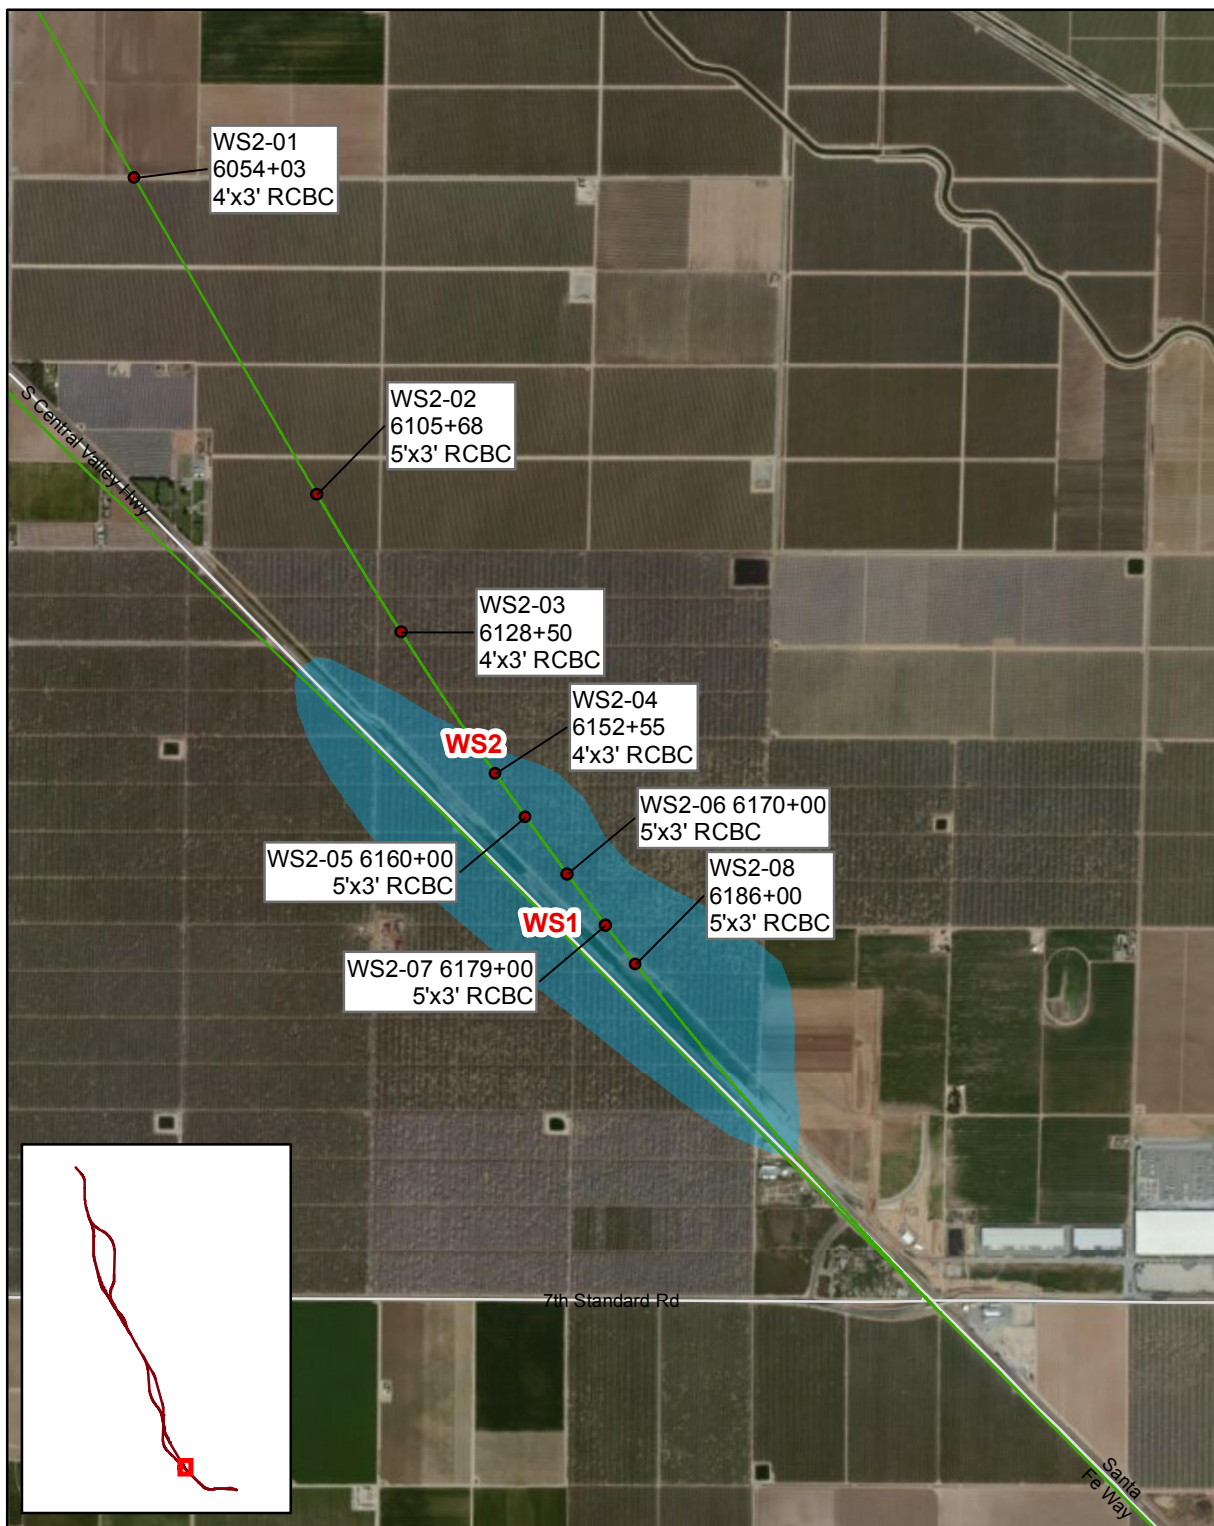 WS2-01
6054+03
4'x3' RCBC
S Central Valley Hwy
WS2-02
6105+68
5'x3' RCBC
WS2-03
6128+50
4'x3' RCBC
WS2-04
6152+55
4'x3' RCBC
WS2
WS2-06 6170+00
5'x3' RCBC
WS2-05 6160+00
5'x3' RCBC
WS2-08
6186+00
5'x3' RCBC
WS1
WS2-07 6179+00
5'x3' RCBC
7th Standard Rd
Santa
Fe Way